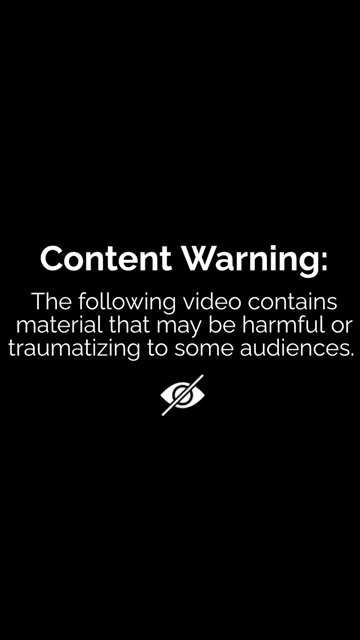 Content Warning:
The following video contains
material that may be harmful or
traumatizing to some audiences.